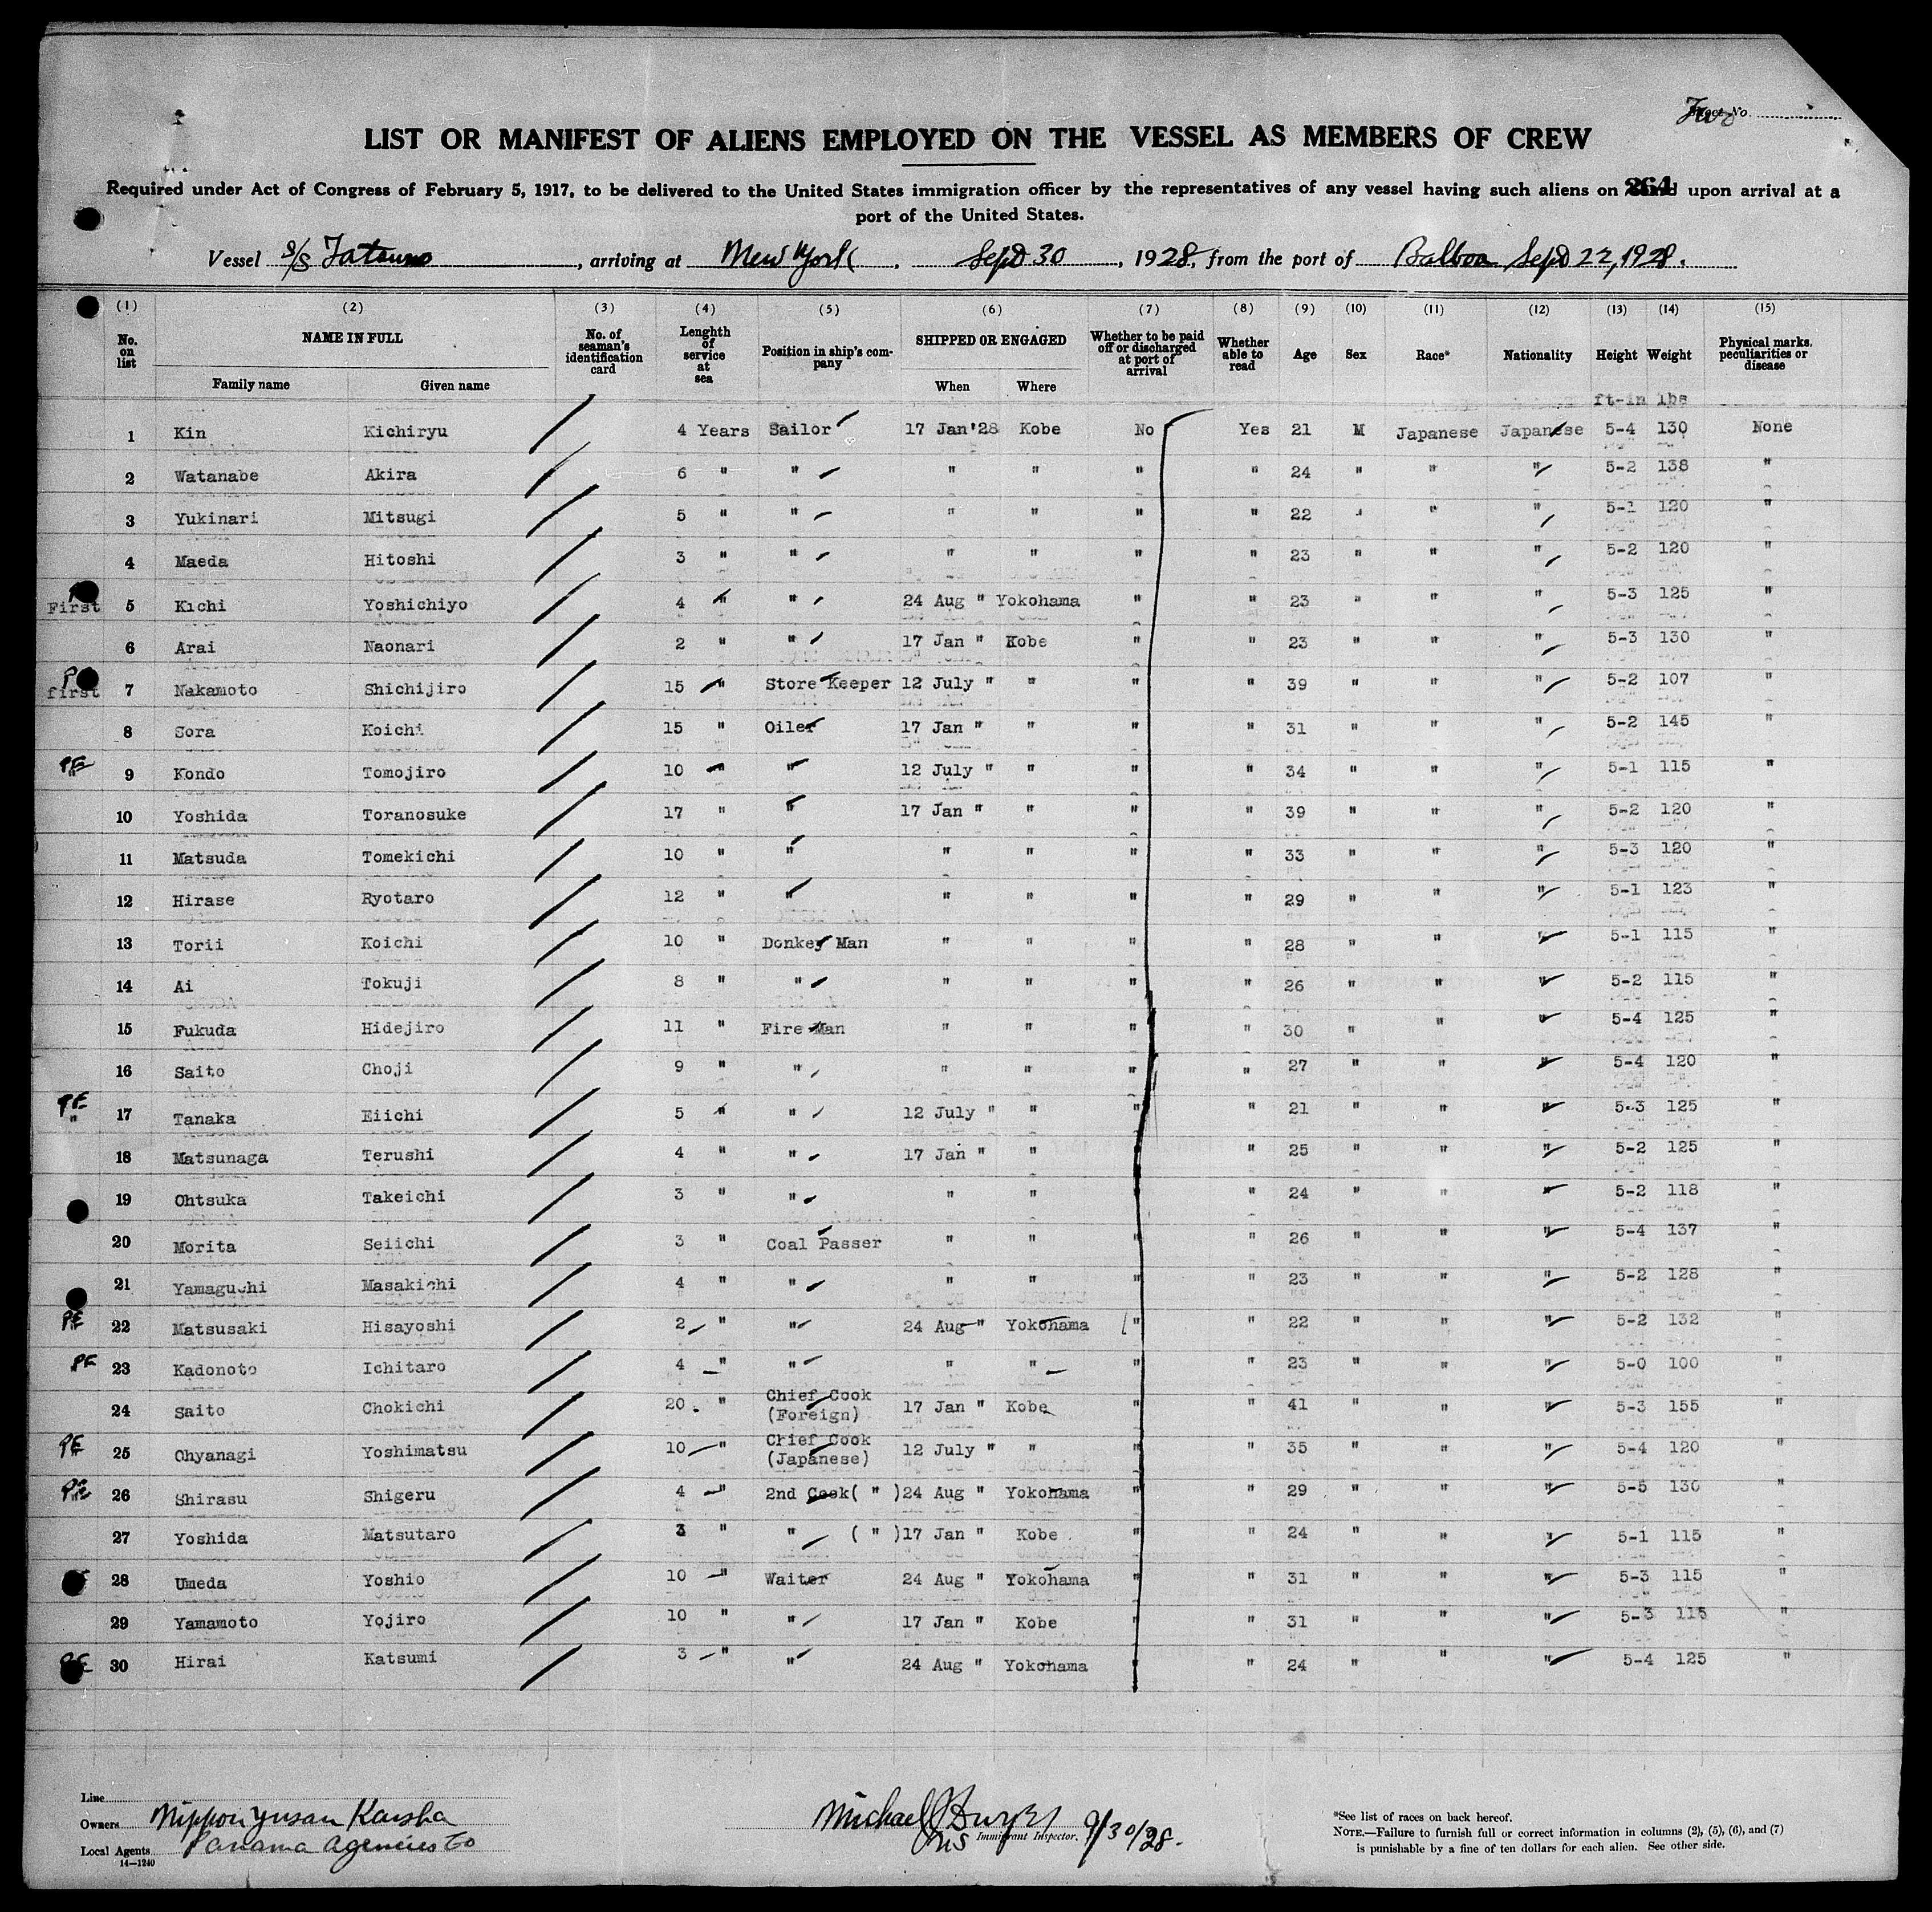 Two
Sheet No.
LIST OR MANIFEST OF ALIENS EMPLOYED ON THE VESSEL AS MEMBERS OF CREW
Required under Act of Congress of February 5, 1917, to be delivered to the United States immigration officer by the representatives of any vessel having such aliens on 264 upon arrival at a
port of the United States.
Vessel S/S Tatsuno, arriving at New York, Sept 30, 1928, from the port of Balboa Sept 22, 1928.
(1) (2) (3) (4) (5) (6) (7) (8) (9) (10) (11) (12) (13) (14) (15)
No. on list NAME IN FULL Family name Given name No. of seaman's identification card Lenghth of service at sea Position in ship's company SHIPPED OR ENGAGED When Where Whether to be paid off or discharged at port of arrival Whether able to read Age Sex Race* Nationality Height Weight Physical marks, peculiarities or disease
ft-in lbs
1 Kin Kichiryu 4 Years Sailor 17 Jan'28 Kobe No Yes 21 M Japanese Japanese 5-4 130 None
2 Watanabe Akira 6 " " " " " " 24 " " " 5-2 138 "
3 Yukinari Mitsugi 5 " " " " " " 22 " " " 5-1 120 "
4 Maeda Hitoshi 3 " " " " " " 23 " " " 5-2 120 "
First 5 Kichi Yoshichiyo 4 " " 24 Aug " Yokohama " " 23 " " " 5-3 125 "
6 Arai Naonari 2 " " 17 Jan " Kobe " " 23 " " " 5-3 130 "
first 7 Nakamoto Shichijiro 15 " Store Keeper 12 July " " " " 39 " " " 5-2 107 "
8 Sora Koichi 15 " Oiler 17 Jan " " " " 31 " " " 5-2 145 "
PE 9 Kondo Tomojiro 10 " " 12 July " " " " 34 " " " 5-1 115 "
10 Yoshida Toranosuke 17 " " 17 Jan " " " " 39 " " " 5-2 120 "
11 Matsuda Tomekichi 10 " " " " " " 33 " " " 5-3 120 "
12 Hirase Ryotaro 12 " " " " " " 29 " " " 5-1 123 "
13 Torii Koichi 10 " Donkey Man " " " " 28 " " " 5-1 115 "
14 Ai Tokuji 8 " " " " " " 26 " " " 5-2 115 "
15 Fukuda Hidejiro 11 " Fire Man " " " " 30 " " " 5-4 125 "
16 Saito Choji 9 " " " " " " 27 " " " 5-4 120 "
PE " 17 Tanaka Eiichi 5 " " 12 July " " " " 21 " " " 5-3 125 "
18 Matsunaga Terushi 4 " " 17 Jan " " " " 25 " " " 5-2 125 "
19 Ohtsuka Takeichi 3 " " " " " " 24 " " " 5-2 118 "
20 Morita Seiichi 3 " Coal Passer " " " " 26 " " " 5-4 137 "
21 Yamaguchi Masakichi 4 " " " " " " 23 " " " 5-2 128 "
PE 22 Matsusaki Hisayoshi 2 " " 24 Aug " Yokohama " " 22 " " " 5-2 132 "
PE 23 Kadonoto Ichitaro 4 " " " " " " 23 " " " 5-0 100 "
24 Saito Chokichi 20 " Chief Cook (Foreign) 17 Jan " Kobe " " 41 " " " 5-3 155 "
PE 25 Ohyanagi Yoshimatsu 10 " Chief Cook (Japanese) 12 July " " " " 35 " " " 5-4 120 "
PE 26 Shirasu Shigeru 4 " 2nd Cook( " ) 24 Aug " Yokohama " " 29 " " " 5-5 130 "
27 Yoshida Matsutaro 3 " " ( " ) 17 Jan " Kobe " " 24 " " " 5-1 115 "
28 Umeda Yoshio 10 " Waiter 24 Aug " Yokohama " " 31 " " " 5-3 115 "
29 Yamamoto Yojiro 10 " " 17 Jan " Kobe " " 31 " " " 5-3 115 "
PE 30 Hirai Katsumi 3 " " 24 Aug " Yokohama " " 24 " " " 5-4 125 "
Line
Owners Nippon Yusen Kaisha
Local Agents Panama Agencies Co
14—1240
Michael J 9/30/28.
Immigrant Inspector.
*See list of races on back hereof.
NOTE.—Failure to furnish full or correct information in columns (2), (5), (6), and (7)
is punishable by a fine of ten dollars for each alien. See other side.